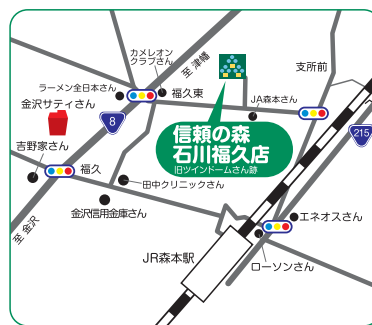 カメレオン
クラブさん
至 津幡
支所前
ラーメン全日本さん
福久東
金沢サティさん
JA森本さん
8
信頼の森
石川福久店
旧ツインドームさん跡
215
吉野家さん
福久
田中クリニックさん
金沢信用金庫さん
エネオスさん
至 金沢
JR森本駅
ローソンさん